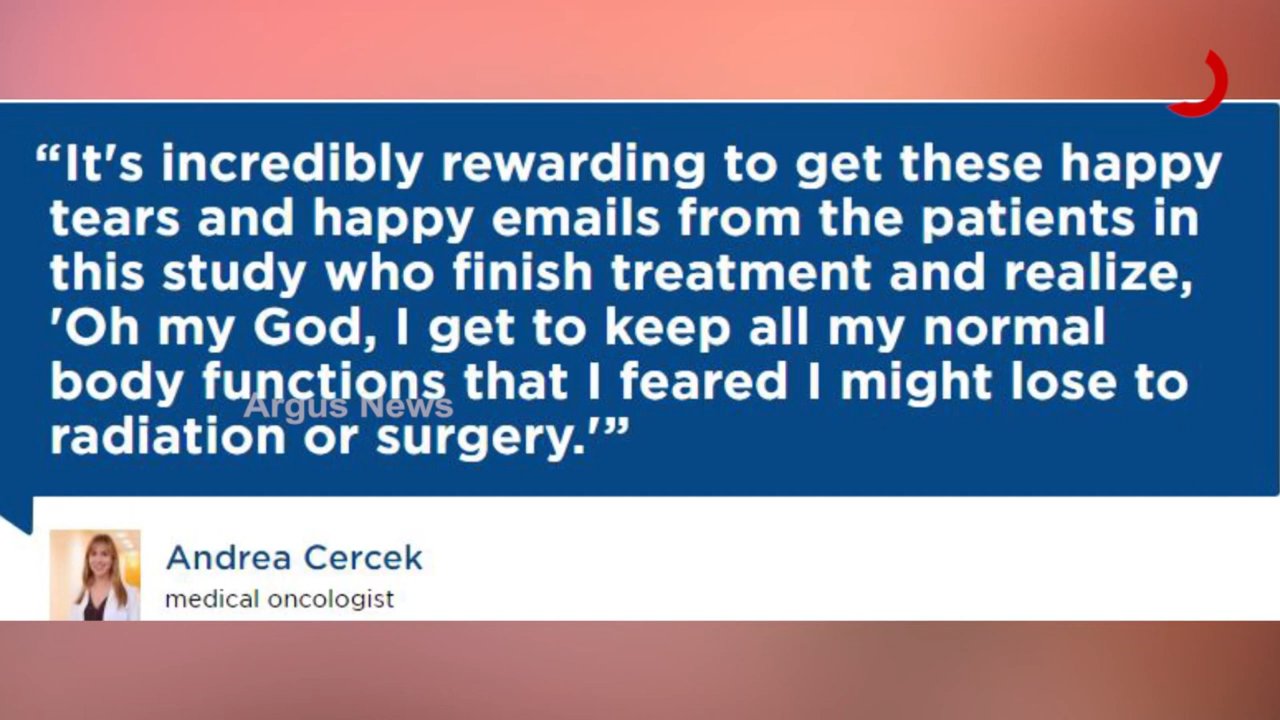 “It's incredibly rewarding to get these happy
tears and happy emails from the patients in
this study who finish treatment and realize,
'Oh my God, I get to keep all my normal
body functions that I feared I might lose to
Argus News
radiation or surgery.'”
Andrea Cercek
medical oncologist